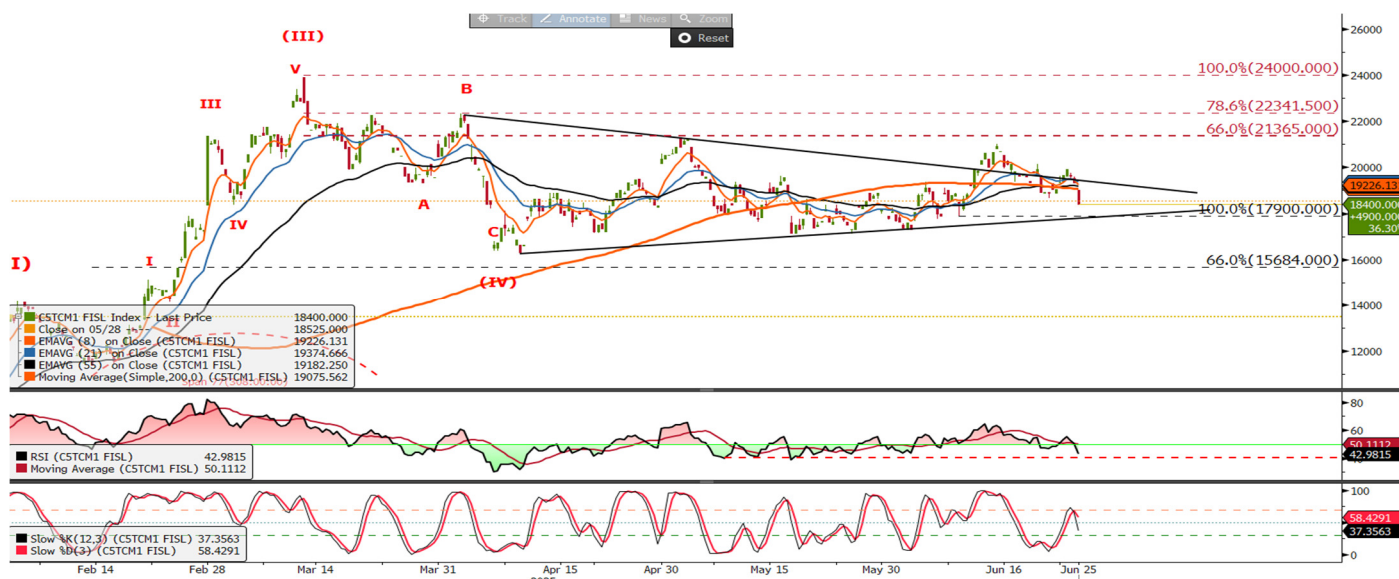 Track Annotate News Zoom
Reset
(III)
V
III
B
IV
A
I
C
(IV)
I)
II
26000
24000
22000
20000
18000
16000
14000
12000
100.0%(24000.000)
78.6%(22341.500)
66.0%(21365.000)
100.0%(17900.000)
66.0%(15684.000)
19226.13
18400.000
+4900.000
36.30%
C5TCM1 FISL Index - Last Price 18400.000
Close on 05/28 ---- 18525.000
EMAVG (8) on Close (C5TCM1 FISL) 19226.131
EMAVG (21) on Close (C5TCM1 FISL) 19374.666
EMAVG (55) on Close (C5TCM1 FISL) 19182.250
Moving Average(Simple,200.0) (C5TCM1 FISL) 19075.562
80
60
50.1112
42.9815
RSI (C5TCM1 FISL) 42.9815
Moving Average (C5TCM1 FISL) 50.1112
100
58.4291
37.3563
0
Slow %K(12,3) (C5TCM1 FISL) 37.3563
Slow %D(3) (C5TCM1 FISL) 58.4291
Feb 14 Feb 28 Mar 14 Mar 31 Apr 15 Apr 30 May 15 May 30 Jun 16 Jun 25